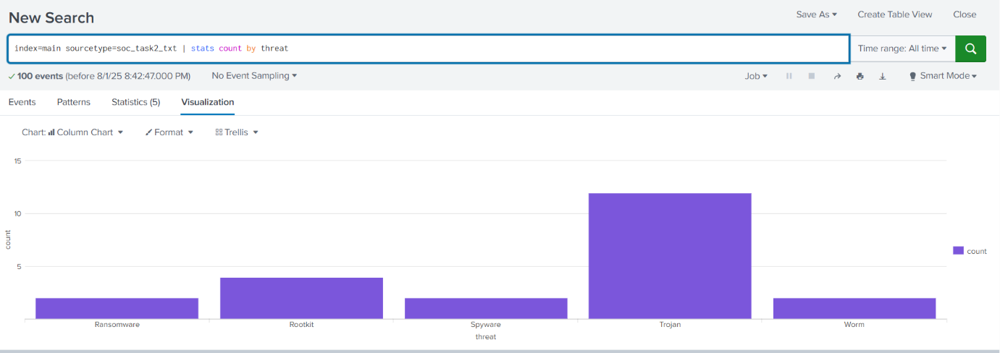 New Search
Save As ▾ Create Table View Close
index=main sourcetype=soc_task2_txt | stats count by threat
Time range: All time ▾
✓ 100 events (before 8/1/25 8:42:47.000 PM) No Event Sampling ▾
Job ▾ Smart Mode ▾
Events Patterns Statistics (5) Visualization
Chart: Column Chart ▾ Format ▾ Trellis ▾
15
10
5
count
count
Ransomware Rootkit Spyware Trojan Worm
threat